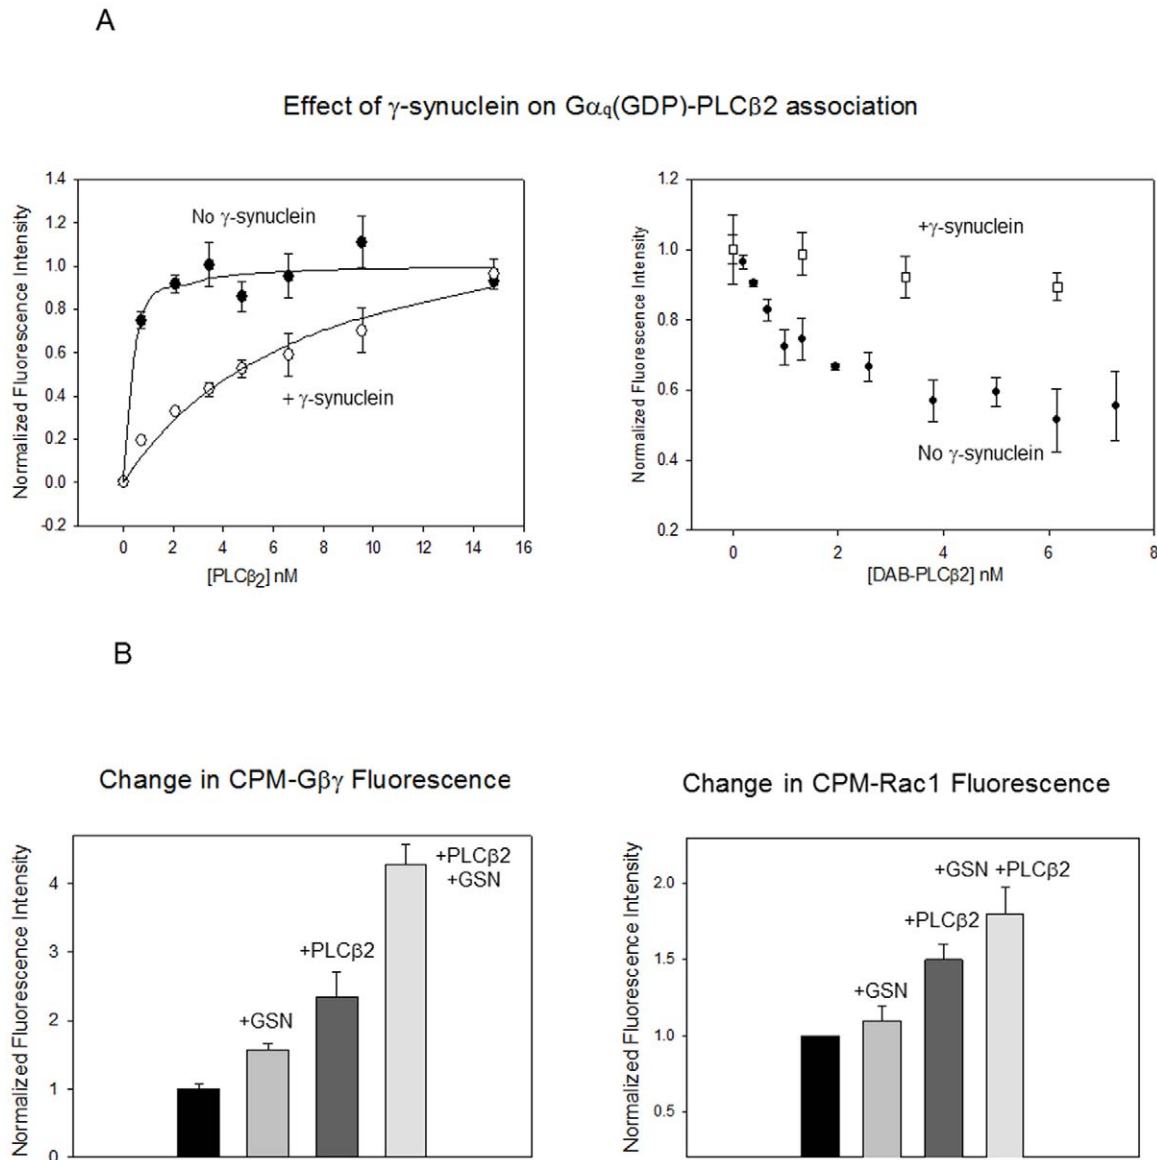 A
Effect of γ-synuclein on Gαq(GDP)-PLCβ2 association
1.4
1.2
1.0
0.8
0.6
0.4
0.2
0.0
-0.2
Normalized Fluorescence Intensity
No γ-synuclein
+ γ-synuclein
0 2 4 6 8 10 12 14 16
[PLCβ2] nM
1.2
1.0
0.8
0.6
0.4
0.2
Normalized Fluorescence Intensity
+γ-synuclein
No γ-synuclein
0 2 4 6 8
[DAB-PLCβ2] nM
B
Change in CPM-Gβγ Fluorescence
Normalized Fluorescence Intensity
4
3
2
1
0
+GSN
+PLCβ2
+PLCβ2
+GSN
Change in CPM-Rac1 Fluorescence
Normalized Fluorescence Intensity
2.0
1.5
1.0
0.5
+GSN
+PLCβ2
+GSN +PLCβ2